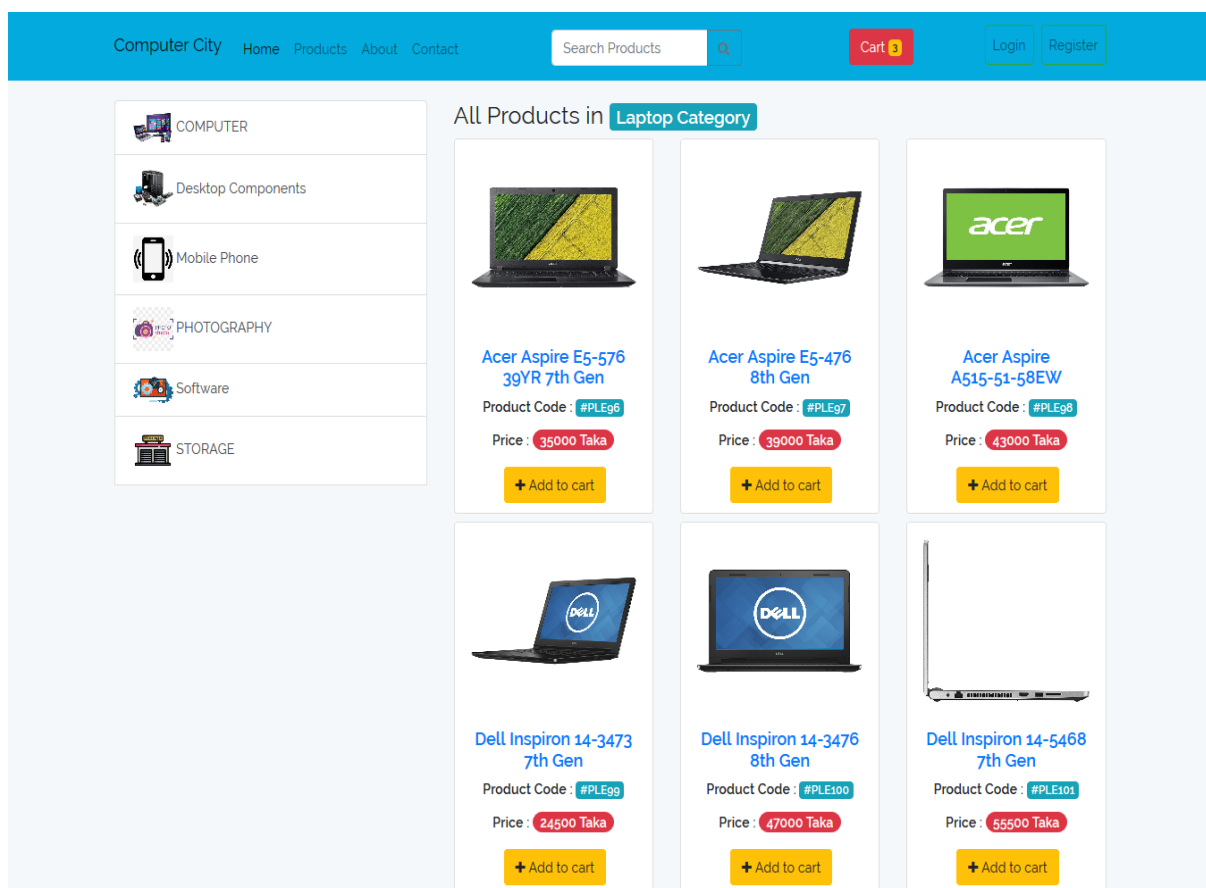 Computer City Home Products About Contact Search Products Cart 3 Login Register
COMPUTER
Desktop Components
Mobile Phone
PHOTOGRAPHY
Software
STORAGE
All Products in Laptop Category
acer
Acer Aspire E5-576
39YR 7th Gen
Product Code : #PLE96
Price : 35000 Taka
Add to cart
Acer Aspire E5-476
8th Gen
Product Code : #PLE97
Price : 39000 Taka
Add to cart
Acer Aspire
A515-51-58EW
Product Code : #PLE98
Price : 43000 Taka
Add to cart
DELL
Dell Inspiron 14-3473
7th Gen
Product Code : #PLE99
Price : 24500 Taka
Add to cart
DELL
Dell Inspiron 14-3476
8th Gen
Product Code : #PLE100
Price : 47000 Taka
Add to cart
Dell Inspiron 14-5468
7th Gen
Product Code : #PLE101
Price : 55500 Taka
Add to cart